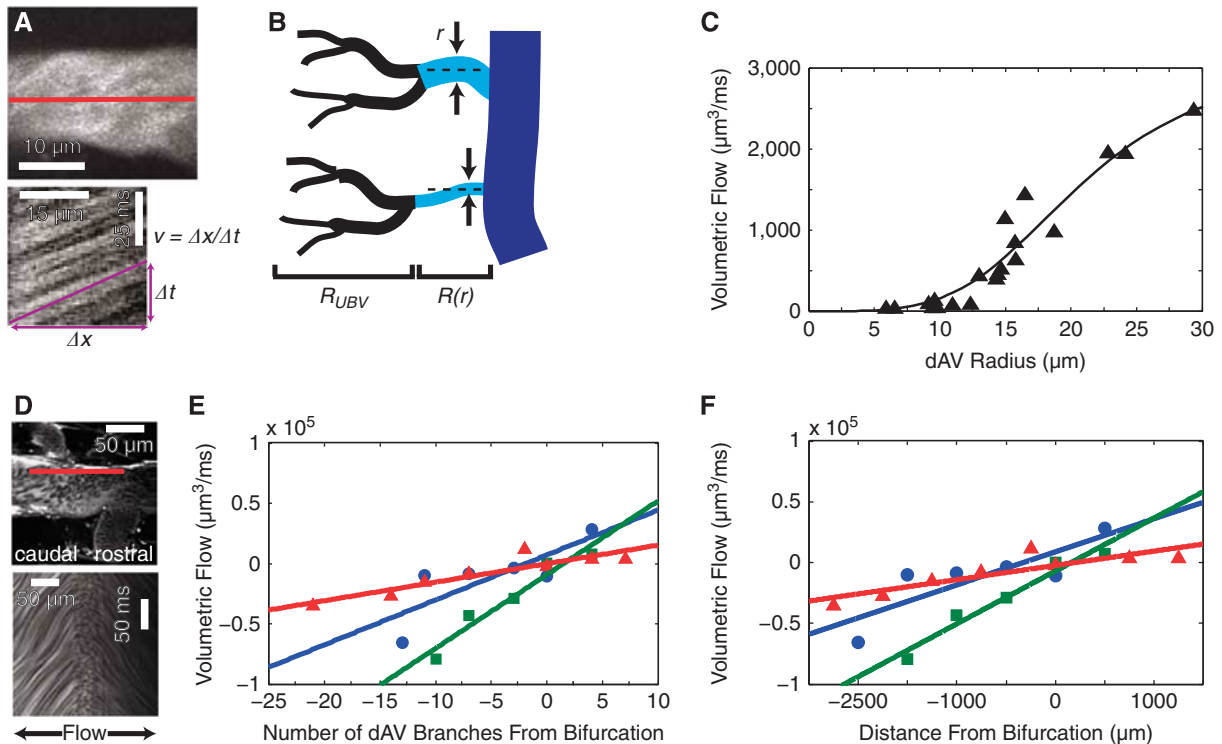 A
10 µm
15 µm
25 ms
v = Δx/Δt
Δt
Δx
B
r
R_UBV
R(r)
C
Volumetric Flow (µm³/ms)
3,000
2,000
1,000
0
0 5 10 15 20 25 30
dAV Radius (µm)
D
50 µm
caudal rostral
50 µm
50 ms
Flow
E
x 10⁵
Volumetric Flow (µm³/ms)
1
0.5
0
−0.5
−1
−25 −20 −15 −10 −5 0 5 10
Number of dAV Branches From Bifurcation
F
x 10⁵
Volumetric Flow (µm³/ms)
1
0.5
0
−0.5
−1
−2500 −1000 0 1000
Distance From Bifurcation (µm)